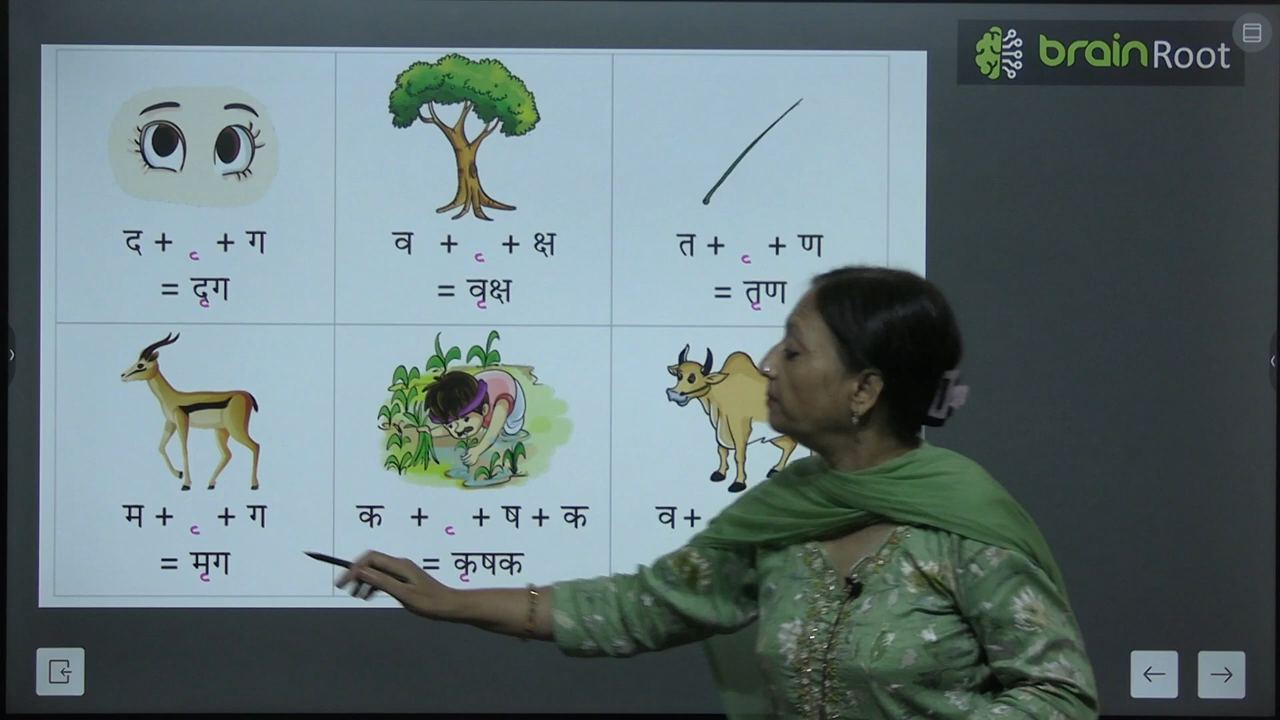 brainRoot
द + ृ + ग
= दृग
व + ृ + क्ष
= वृक्ष
त + ृ + ण
= तृण
म + ृ + ग
= मृग
क + ृ + ष + क
= कृषक
व +